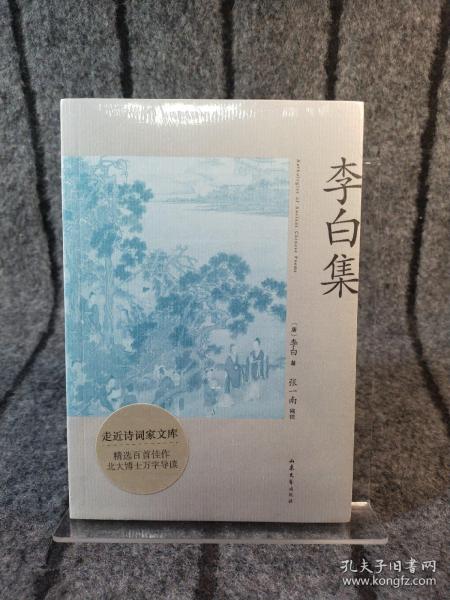 李白集
Anthologies of Ancient Chinese Poems
〔唐〕李白 著
张一南 编校
走近诗词家文库
精选百首佳作
北大博士万字导读
山东文艺出版社
孔夫子旧书网
www.kongfz.com